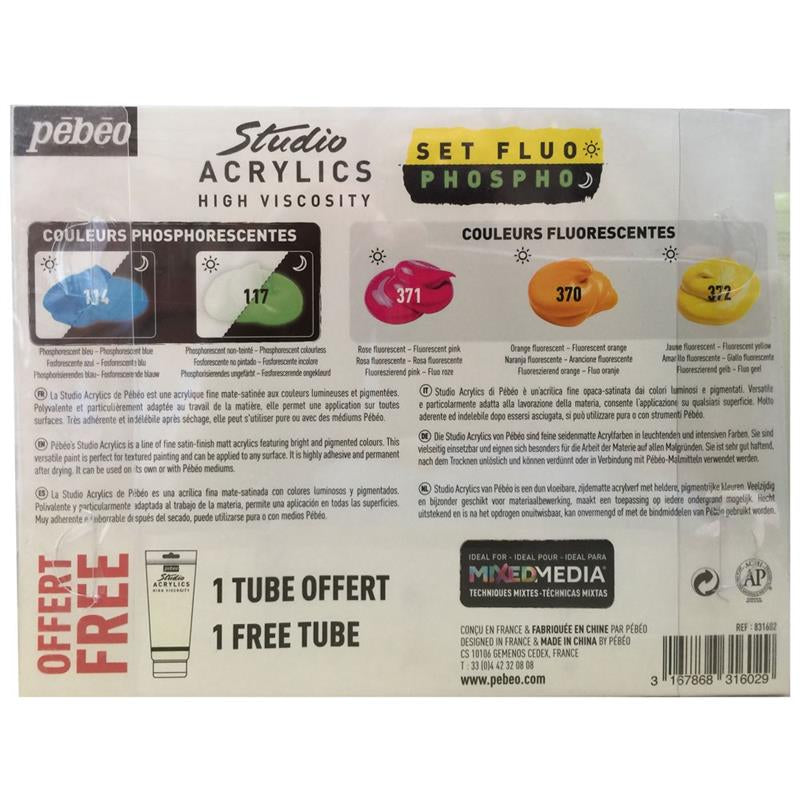 pēbēo
Studio
ACRYLICS
HIGH VISCOSITY
SET FLUO
PHOSPHO
COULEURS PHOSPHORESCENTES
114
117
Phosphorescent bleu – Phosphorescent blue
Fosforescente azul – Fosforescente blu
Phosphorisierendes blau – Fosforescerende blauw
Phosphorescent non-teinté – Phosphorescent colourless
Fosforescente no pintado – Fosforescente incolore
Phosphorisierendes ungefärbt – Fosforescerende ongekleurd
COULEURS FLUORESCENTES
371
370
372
Rose fluorescent – Fluorescent pink
Rosa fluorescente – Rosa fluorescente
Fluoreszierend pink – Fluo roze
Orange fluorescent – Fluorescent orange
Naranja fluorescente – Arancione fluorescente
Fluoreszierend orange – Fluo oranje
Jaune fluorescent – Fluorescent yellow
Amarillo fluorescente – Giallo fluorescente
Fluoreszierend gelb – Fluo geel
FR La Studio Acrylics de Pébéo est une acrylique fine mate-satinée aux couleurs lumineuses et pigmentées.
Polyvalente et particulièrement adaptée au travail de la matière, elle permet une application sur toutes
surfaces. Très adhérente et indélébile après séchage, elle peut s'utiliser pure ou avec des médiums Pébéo.
EN Pébéo's Studio Acrylics is a line of fine satin-finish matt acrylics featuring bright and pigmented colours. This
versatile paint is perfect for textured painting and can be applied to any surface. It is highly adhesive and permanent
after drying. It can be used on its own or with Pébéo mediums.
ES La Studio Acrylics de Pébéo es una acrílica fina mate-satinada con colores luminosos y pigmentados.
Polivalente y particularmente adaptada al trabajo de la materia, permite una aplicación en todas las superficies.
Muy adherente e imborrable después del secado, puede utilizarse pura o con medios Pébéo.
IT Le Studio Acrylics di Pébéo è un'acrilica fine opaca-satinata dai colori luminosi e pigmentati. Versatile
e particolarmente adatta alla lavorazione della materia, consente l'applicazione su qualsiasi superficie. Molto
aderente ed indelebile dopo essersi asciugata, si può utilizzare pura o con strumenti Pébéo.
DE Die Studio Acrylics von Pébéo sind feine seidenmatte Acrylfarben in leuchtenden und intensiven Farben. Sie sind
vielseitig einsetzbar und eignen sich besonders für die Arbeit der Materie auf allen Malgründen. Sie ist sehr gut haftend,
nach dem Trocknen unlöslich und können verdünnt oder in Verbindung mit Pébéo-Malmitteln verwendet werden.
NL Studio Acrylics van Pébéo is een dun vloeibare, zijdezachte acrylverf met heldere, pigmentrijke kleuren. Veelzijdig
en bijzonder geschikt voor materiaalbewerking, maakt een toepassing op iedere ondergrond mogelijk. Hecht
uitstekend en is na het opdrogen onuitwisbaar, kan onvermengd of met de bindmiddelen van Pébéo gebruikt worden.
OFFERT
FREE
pēbēo
Studio
ACRYLICS
HIGH VISCOSITY
1 TUBE OFFERT
1 FREE TUBE
IDEAL FOR - IDÉAL POUR - IDEAL PARA
MIXEDMEDIA®
TECHNIQUES MIXTES-TÉCNICAS MIXTAS
CONÇU EN FRANCE & FABRIQUÉE EN CHINE PAR PÉBÉO
DESIGNED IN FRANCE & MADE IN CHINA BY PÉBÉO
CS 10106 GEMENOS CEDEX, FRANCE
T : 33 (0)4 42 32 08 08
www.pebeo.com
AP
REF : 831602
3 167868 316029